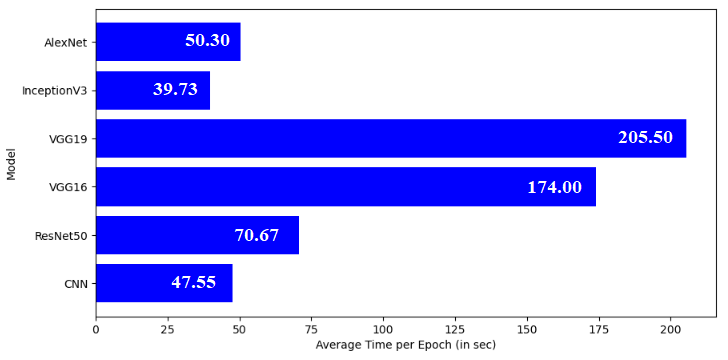 AlexNet 50.30
InceptionV3 39.73
VGG19 205.50
VGG16 174.00
ResNet50 70.67
CNN 47.55
Model
0 25 50 75 100 125 150 175 200
Average Time per Epoch (in sec)